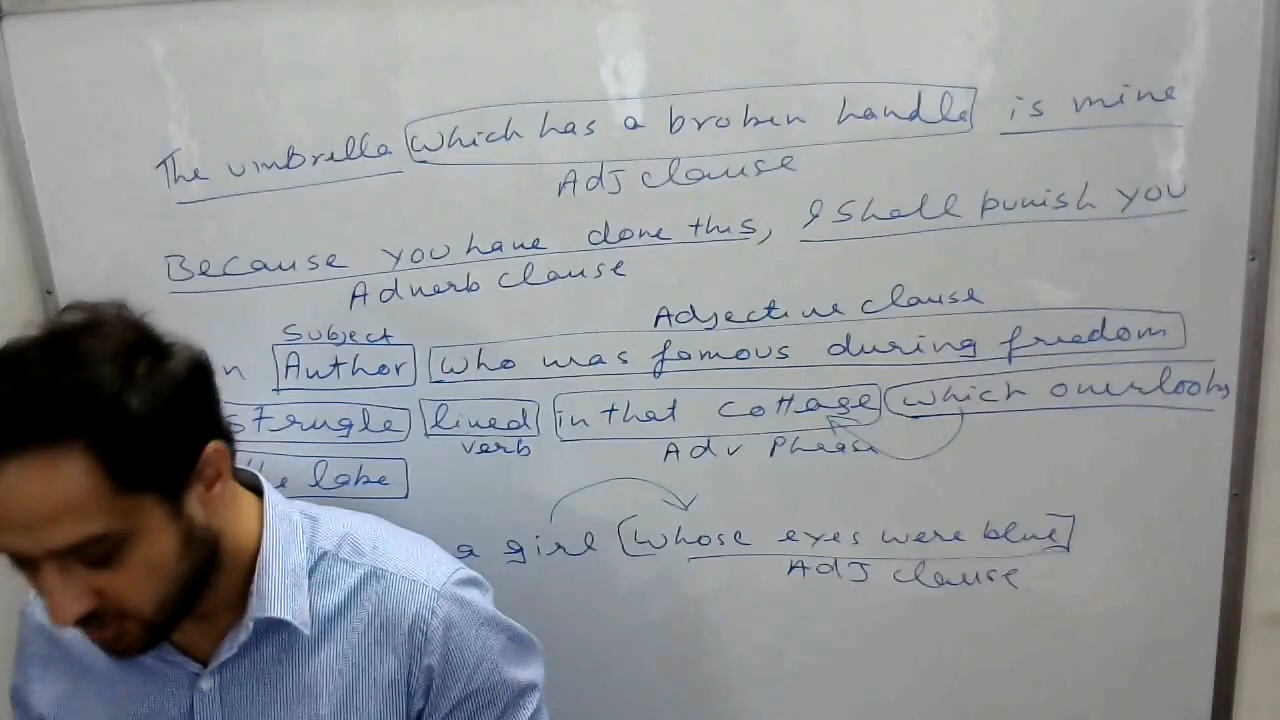 The umbrella which has a broken handle is mine
Adj clause
Because you have done this, I shall punish you
Adverb clause
Subject Adjective clause
n Author who was famous during freedom
strugle lived in that cottage which overlooks
verb Adv Phrase
the lake
a girl whose eyes were blue
Adj clause